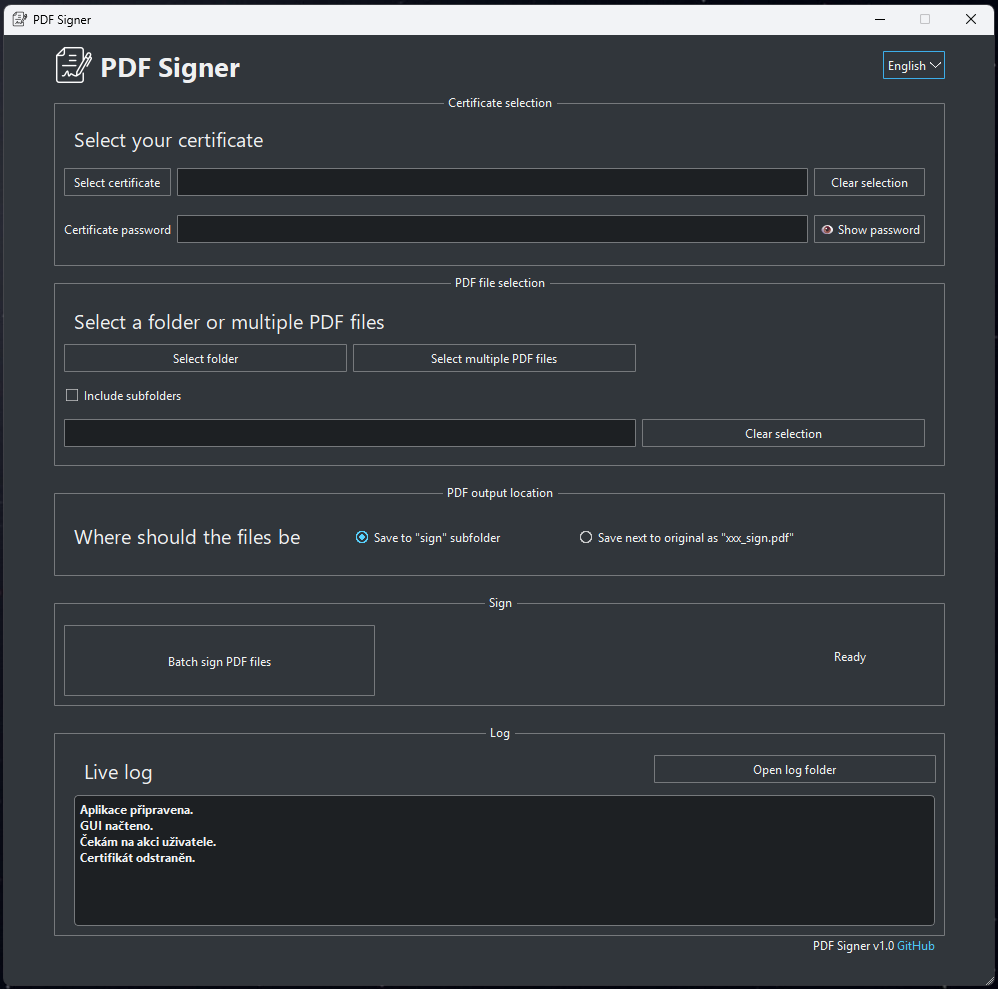 PDF Signer
PDF Signer
English
Certificate selection
Select your certificate
Select certificate
Clear selection
Certificate password
Show password
PDF file selection
Select a folder or multiple PDF files
Select folder
Select multiple PDF files
Include subfolders
Clear selection
PDF output location
Where should the files be
Save to "sign" subfolder
Save next to original as "xxx_sign.pdf"
Sign
Batch sign PDF files
Ready
Log
Live log
Open log folder
Aplikace připravena.
GUI načteno.
Čekám na akci uživatele.
Certifikát odstraněn.
PDF Signer v1.0 GitHub